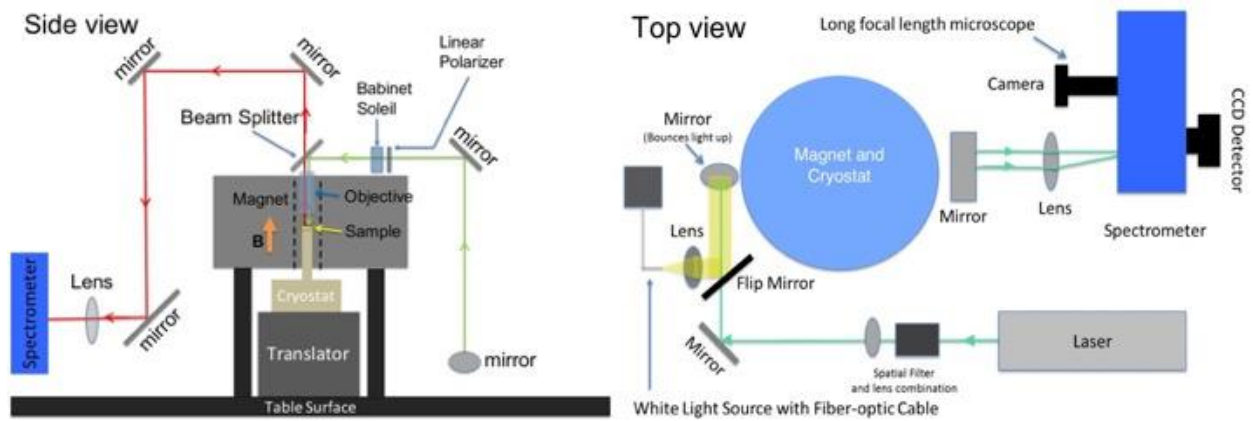 Side view
mirror
mirror
Linear
Polarizer
Babinet
Soleil
Beam Splitter
mirror
Magnet
Objective
B
Sample
Lens
Spectrometer
mirror
Cryostat
Translator
mirror
Table Surface
Top view
Long focal length microscope
Camera
CCD Detector
Mirror
(Bounces light up)
Magnet and
Cryostat
Mirror
Lens
Spectrometer
Lens
Flip Mirror
Mirror
Laser
Spatial Filter
and lens combination
White Light Source with Fiber-optic Cable